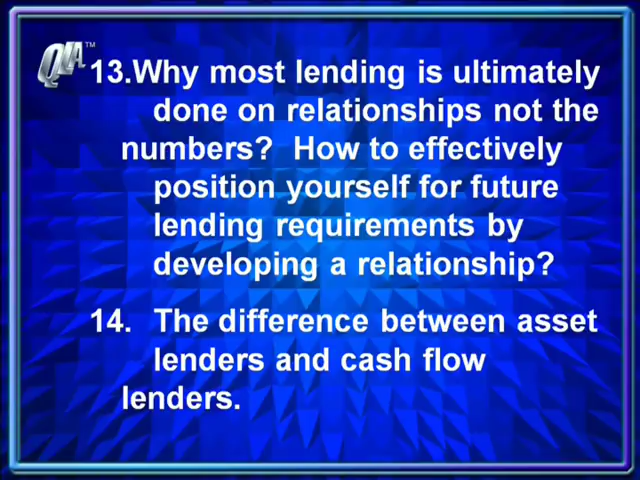 QLA™
13.Why most lending is ultimately
done on relationships not the
numbers? How to effectively
position yourself for future
lending requirements by
developing a relationship?
14. The difference between asset
lenders and cash flow
lenders.